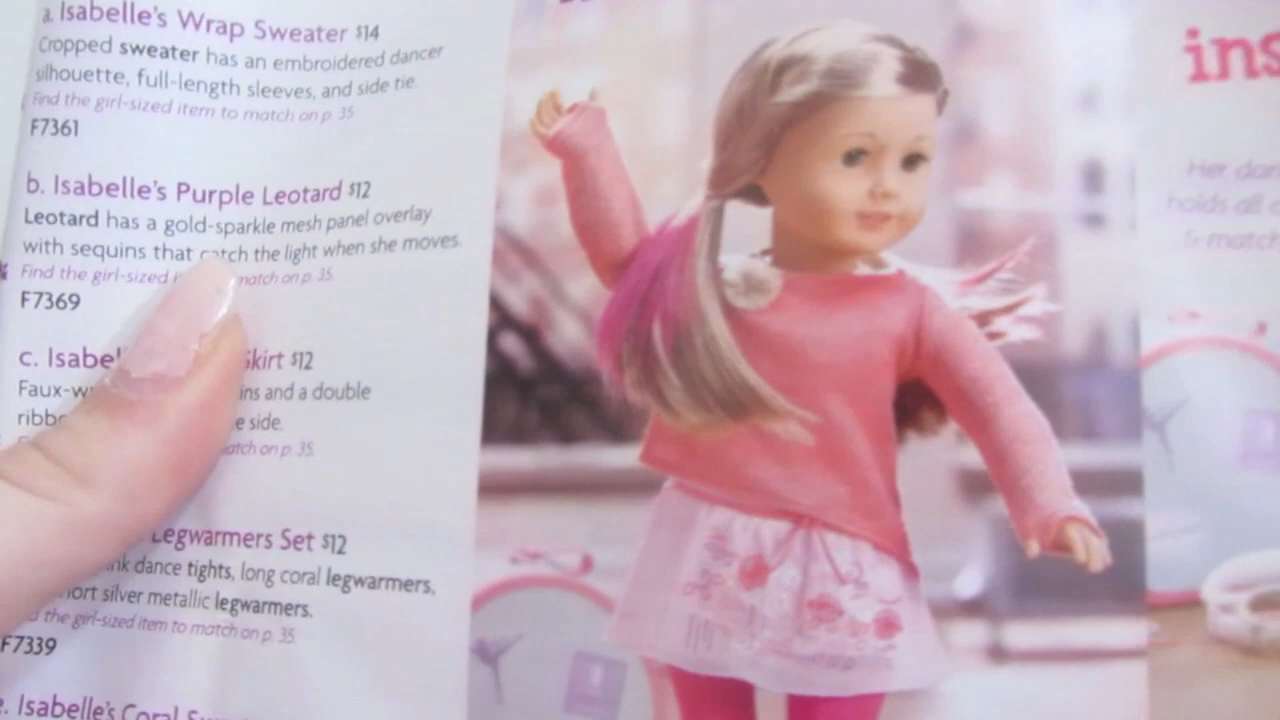 a. Isabelle's Wrap Sweater $14
Cropped sweater has an embroidered dancer
silhouette, full-length sleeves, and side tie.
Find the girl-sized item to match on p. 35
F7361
b. Isabelle's Purple Leotard $12
Leotard has a gold-sparkle mesh panel overlay
with sequins that catch the light when she moves.
Find the girl-sized match on p. 35.
F7369
c. Isabel Skirt $12
Faux-w ins and a double
ribb e side.
atch on p. 35.
Legwarmers Set $12
nk dance tights, long coral legwarmers,
ort silver metallic legwarmers.
the girl-sized item to match on p. 35.
F7339
e. Isabelle's Coral
ins
Her dan
holds all
& match